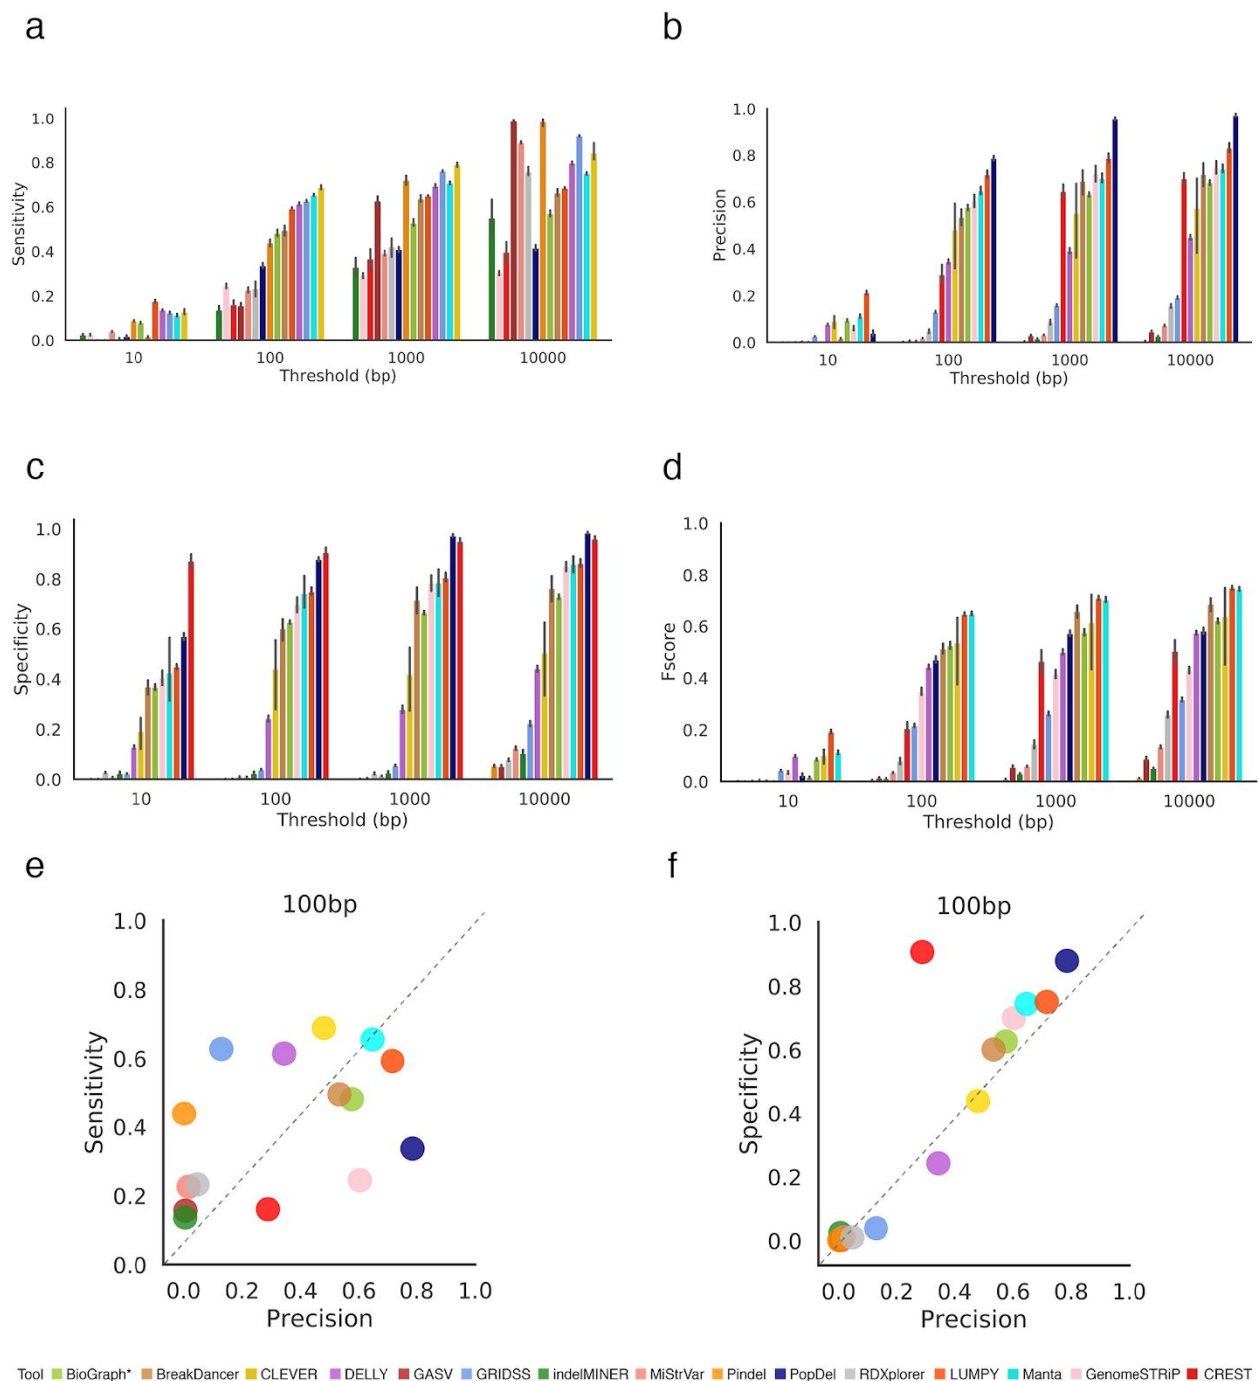 a
b
1.0
0.8
0.6
0.4
0.2
0.0
Sensitivity
10 100 1000 10000
Threshold (bp)
1.0
0.8
0.6
0.4
0.2
0.0
Precision
10 100 1000 10000
Threshold (bp)
c
d
1.0
0.8
0.6
0.4
0.2
0.0
Specificity
10 100 1000 10000
Threshold (bp)
1.0
0.8
0.6
0.4
0.2
0.0
Fscore
10 100 1000 10000
Threshold (bp)
e
f
100bp
1.0
0.8
0.6
0.4
0.2
0.0
Sensitivity
0.0 0.2 0.4 0.6 0.8 1.0
Precision
100bp
1.0
0.8
0.6
0.4
0.2
0.0
Specificity
0.0 0.2 0.4 0.6 0.8 1.0
Precision
Tool BioGraph* BreakDancer CLEVER DELLY GASV GRIDSS indelMINER MiStrVar Pindel PopDel RDXplorer LUMPY Manta GenomeSTRiP CREST